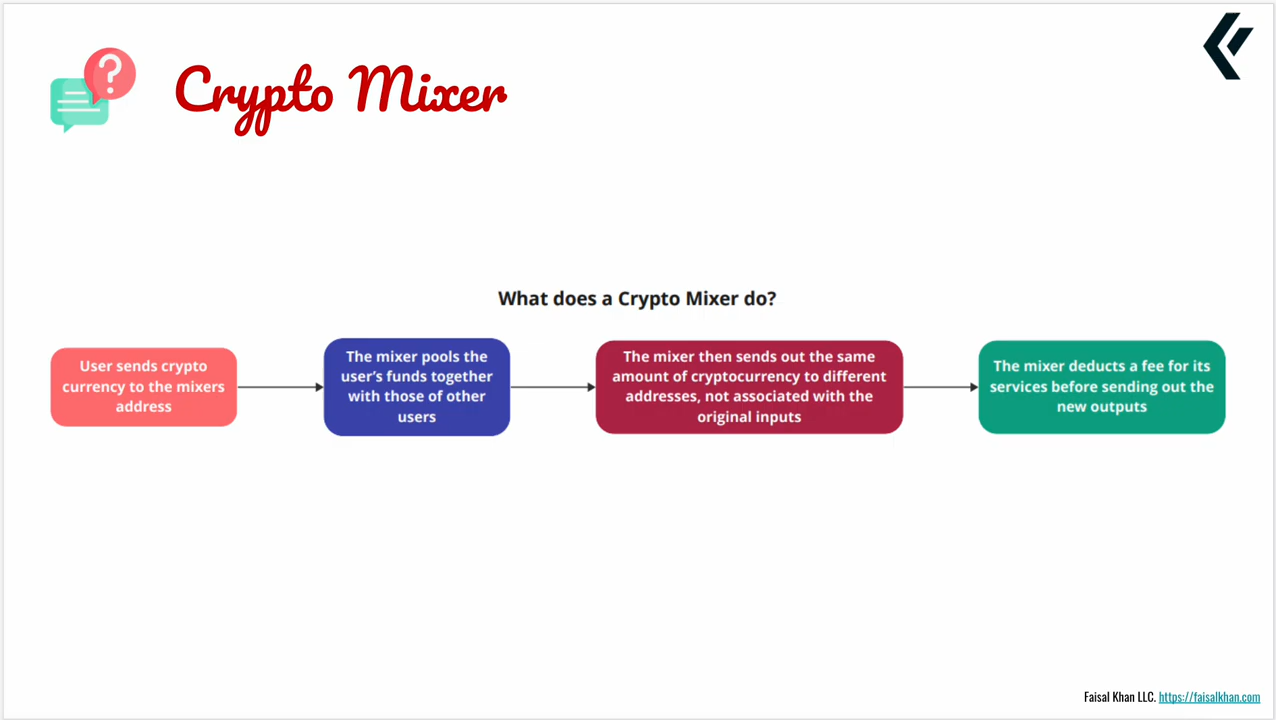 ?
Crypto Mixer
What does a Crypto Mixer do?
User sends crypto
currency to the mixers
address
The mixer pools the
user's funds together
with those of other
users
The mixer then sends out the same
amount of cryptocurrency to different
addresses, not associated with the
original inputs
The mixer deducts a fee for its
services before sending out the
new outputs
Faisal Khan LLC. https://faisalkhan.com